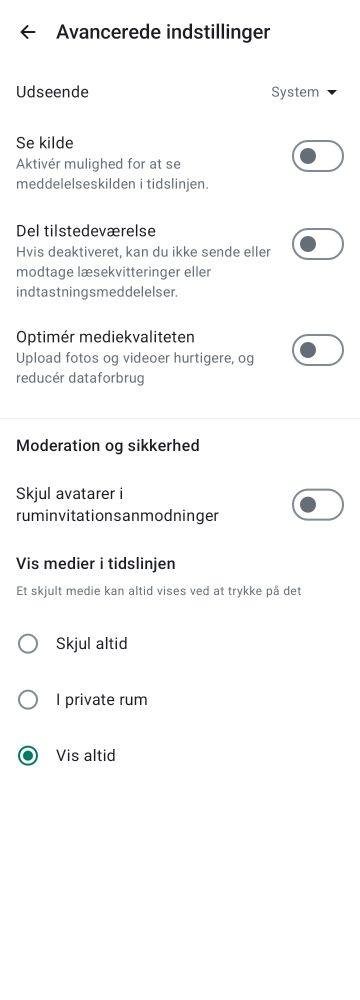 Avancerede indstillinger
Udseende
System
Se kilde
Aktivér mulighed for at se
meddelelseskilden i tidslinjen.
Del tilstedeværelse
Hvis deaktiveret, kan du ikke sende eller
modtage læsekvitteringer eller
indtastningsmeddelelser.
Optimér mediekvaliteten
Upload fotos og videoer hurtigere, og
reducér dataforbrug
Moderation og sikkerhed
Skjul avatarer i
ruminvitationsanmodninger
Vis medier i tidslinjen
Et skjult medie kan altid vises ved at trykke på det
Skjul altid
I private rum
Vis altid